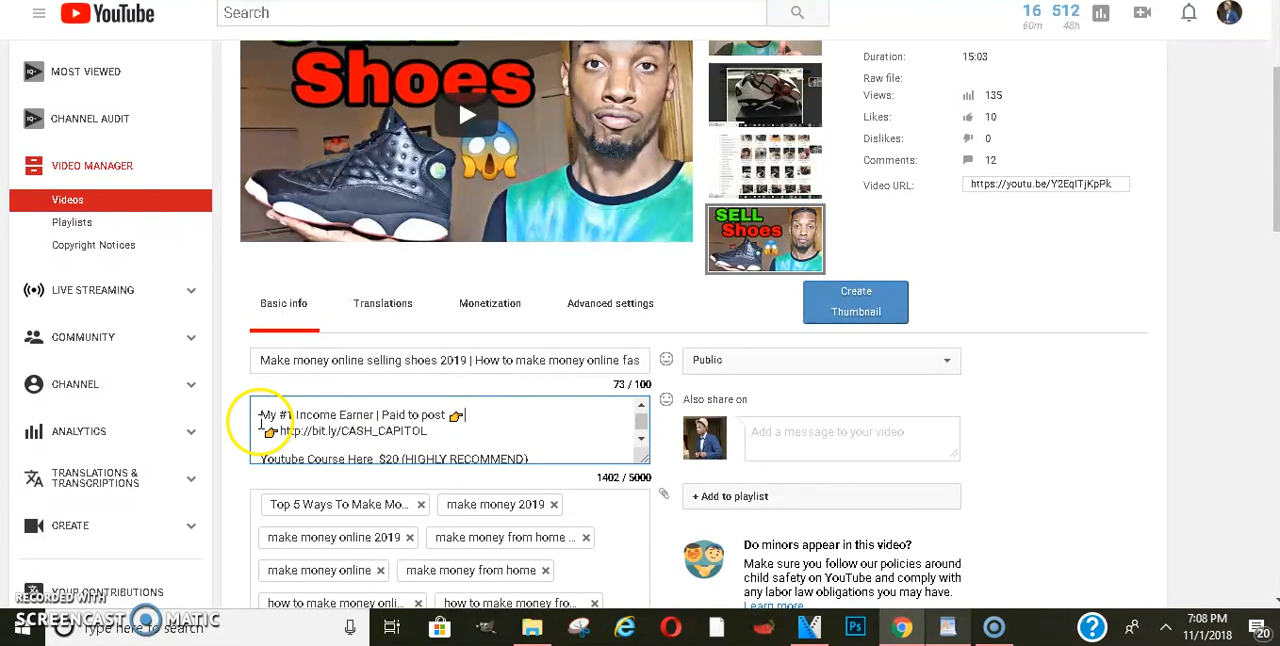 YouTube
Search
16 512
60m 48h
IQ+ MOST VIEWED
IQ+ CHANNEL AUDIT
VIDEO MANAGER
Videos
Playlists
Copyright Notices
LIVE STREAMING
COMMUNITY
CHANNEL
ANALYTICS
TRANSLATIONS &
TRANSCRIPTIONS
CREATE
YOUR CONTRIBUTIONS
SELL
Shoes
SELL
Shoes
Duration: 15:03
Raw file:
Views: 135
Likes: 10
Dislikes: 0
Comments: 12
Video URL: https://youtu.be/Y2EqITjKpPk
Basic info
Translations
Monetization
Advanced settings
Create
Thumbnail
Make money online selling shoes 2019 | How to make money online fas
73 / 100
My #1 Income Earner | Paid to post 👉
👉http://bit.ly/CASH_CAPITOL
Youtube Course Here $20 (HIGHLY RECOMMEND)
1402 / 5000
Top 5 Ways To Make Mo... ×
make money 2019 ×
make money online 2019 ×
make money from home ... ×
make money online ×
make money from home ×
how to make money onli... ×
how to make money fro... ×
Public
Also share on
Add a message to your video
+ Add to playlist
Do minors appear in this video?
Make sure you follow our policies around
child safety on YouTube and comply with
any labor law obligations you may have.
Learn more
RECORDED WITH
SCREENCAST MATIC
Type here to search
Ps
7:08 PM
11/1/2018
20